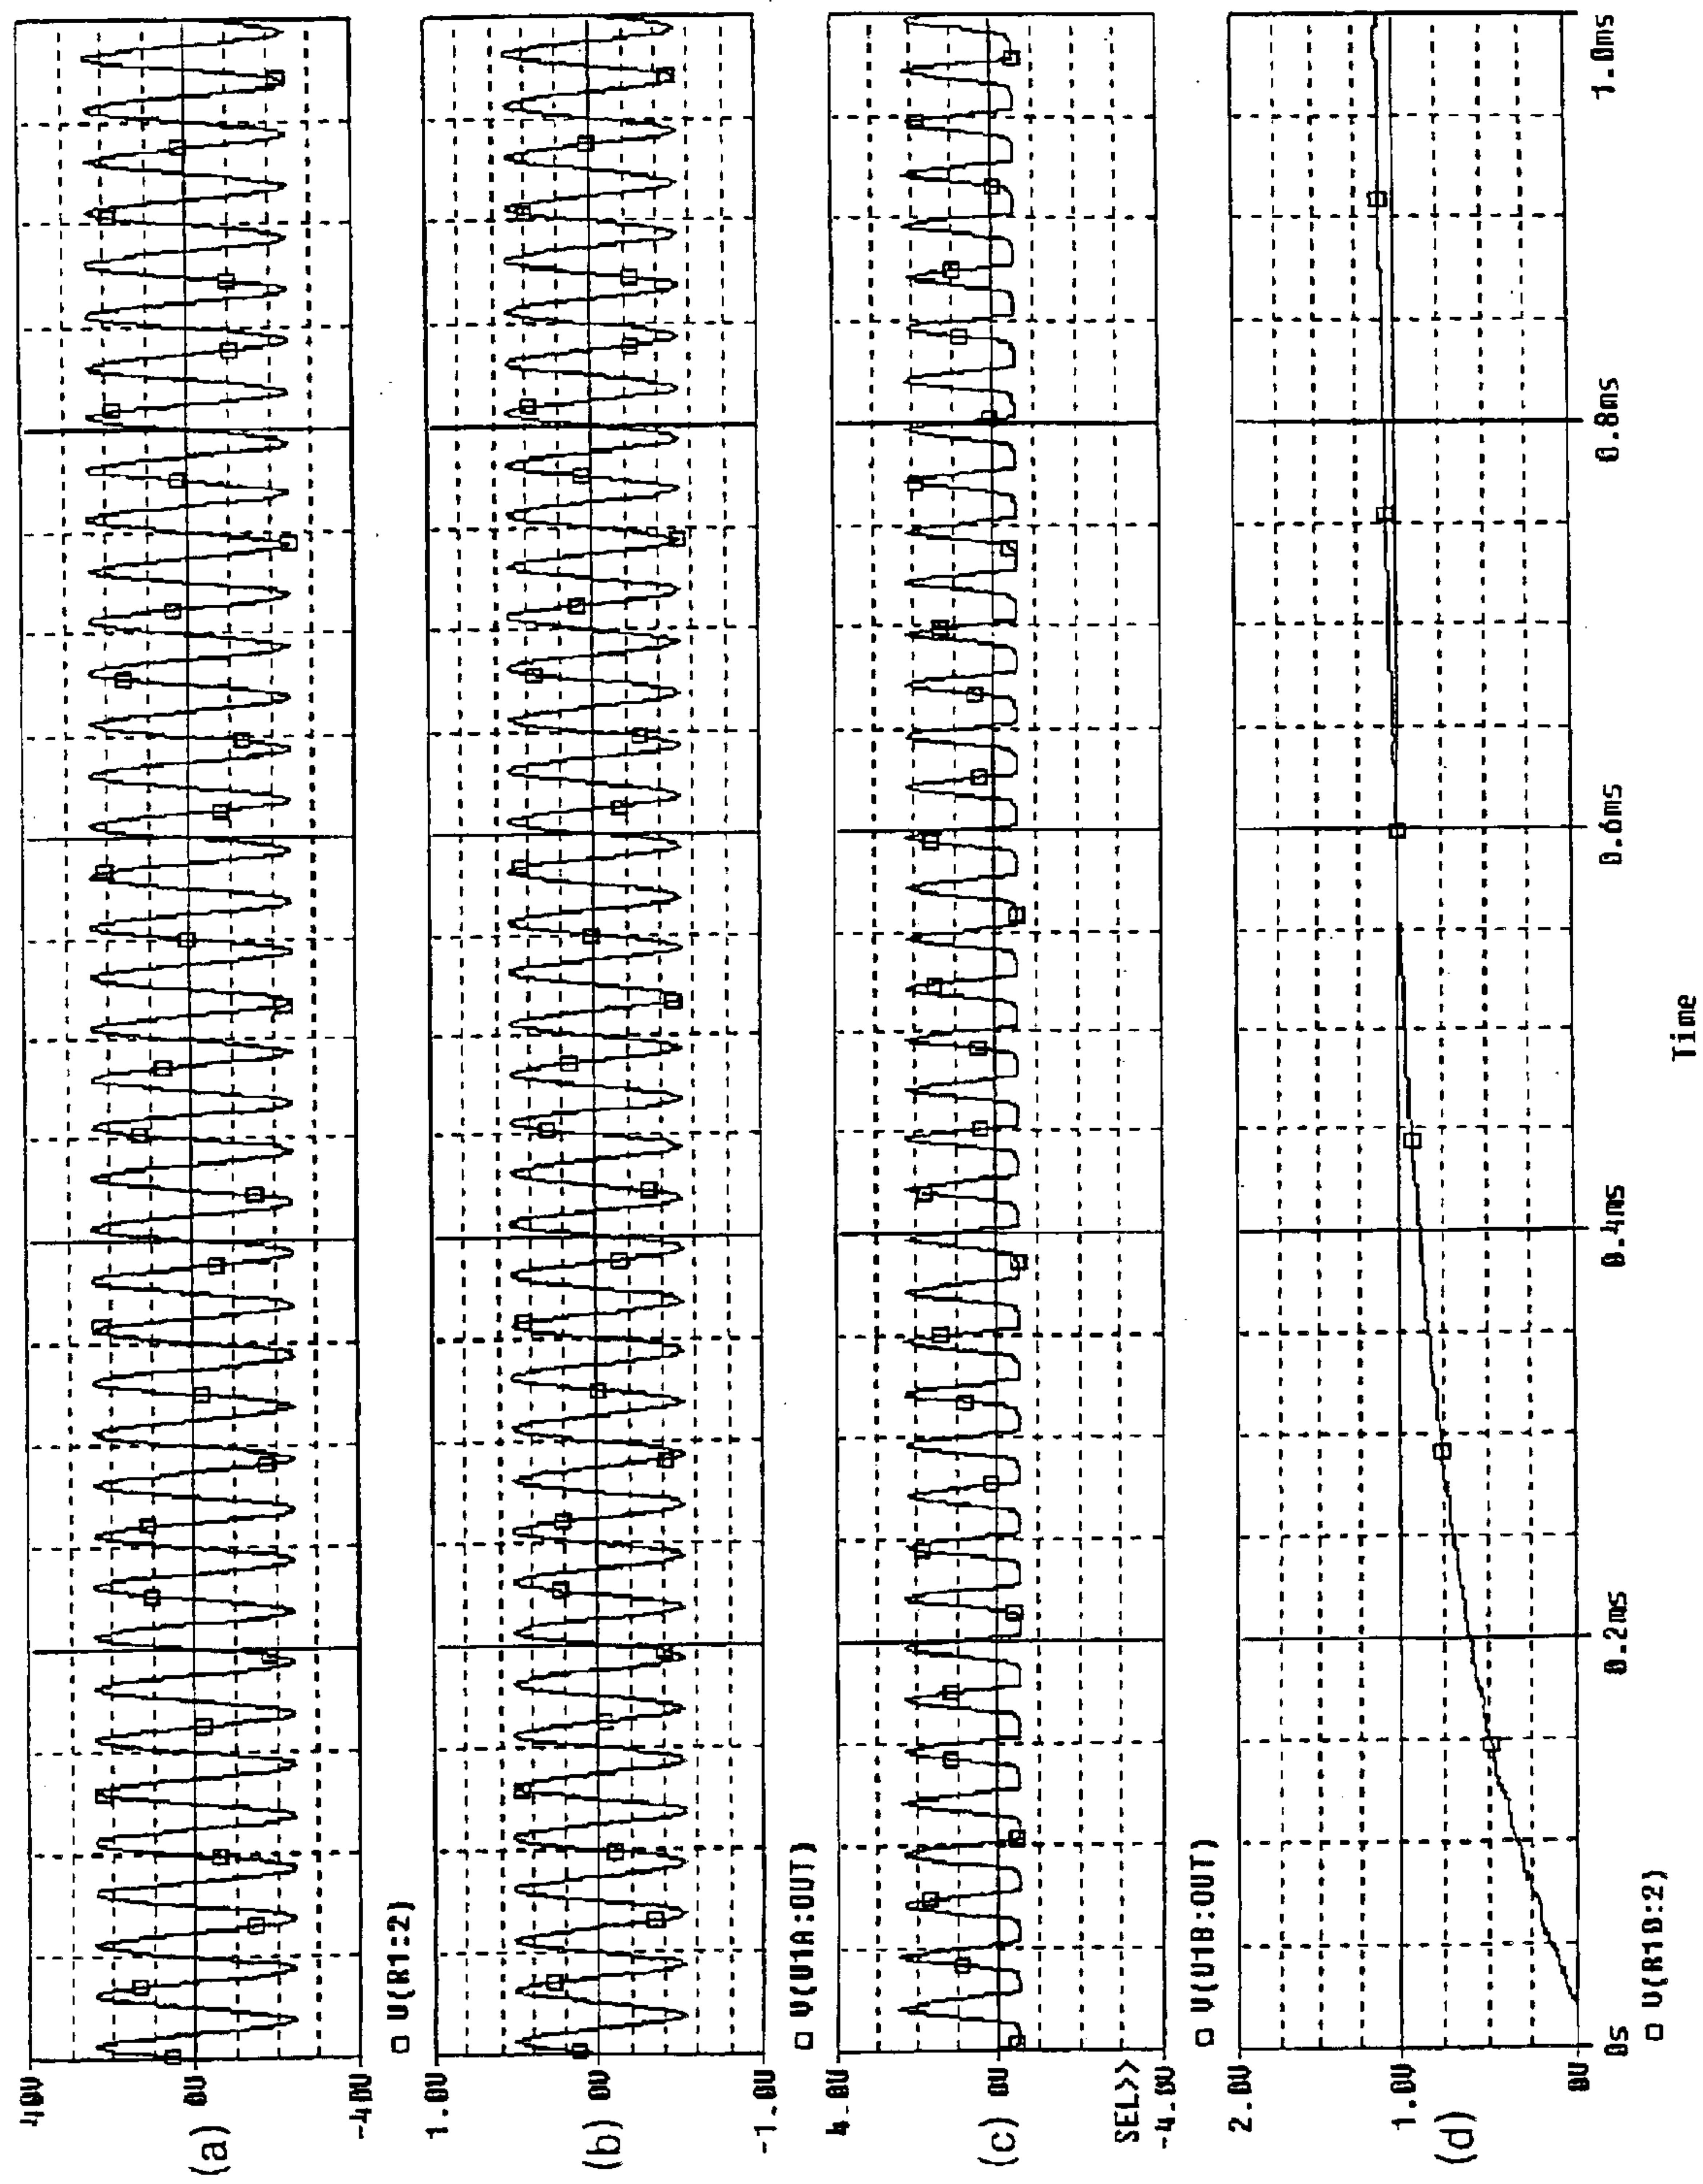 40V
(a)
0V
-40V
V(R1:2)
1.0V
(b)
0V
-1.0V
V(U1A:OUT)
4.0V
(c)
0V
SEL>>
-4.0V
V(U1B:OUT)
2.0V
1.0V
(d)
0V
0s 0.2ms 0.4ms 0.6ms 0.8ms 1.0ms
V(R10:2)
Time